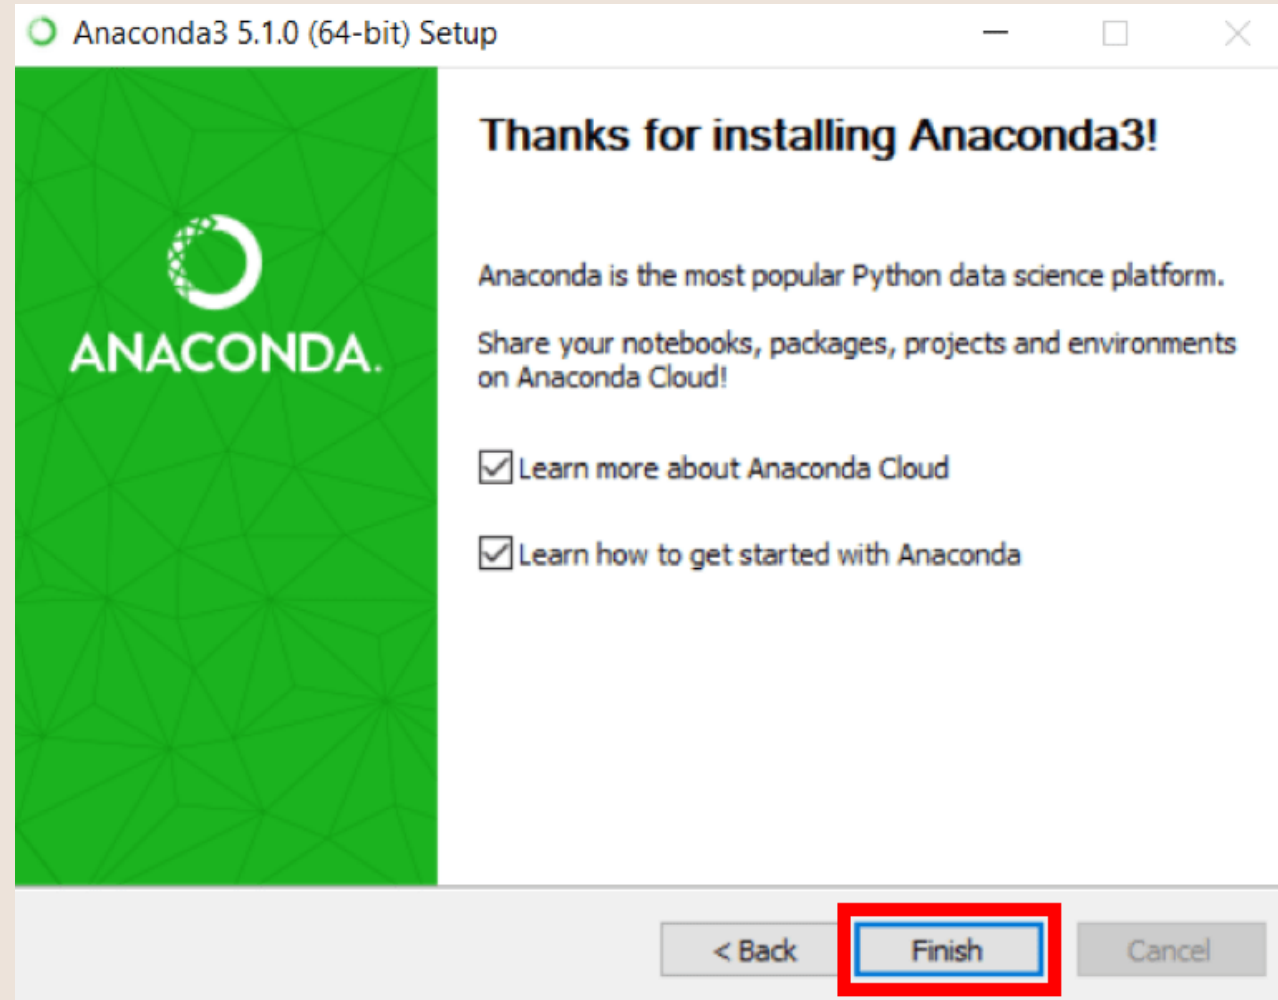 Anaconda3 5.1.0 (64-bit) Setup
ANACONDA.
Thanks for installing Anaconda3!
Anaconda is the most popular Python data science platform.
Share your notebooks, packages, projects and environments
on Anaconda Cloud!
Learn more about Anaconda Cloud
Learn how to get started with Anaconda
< Back
Finish
Cancel